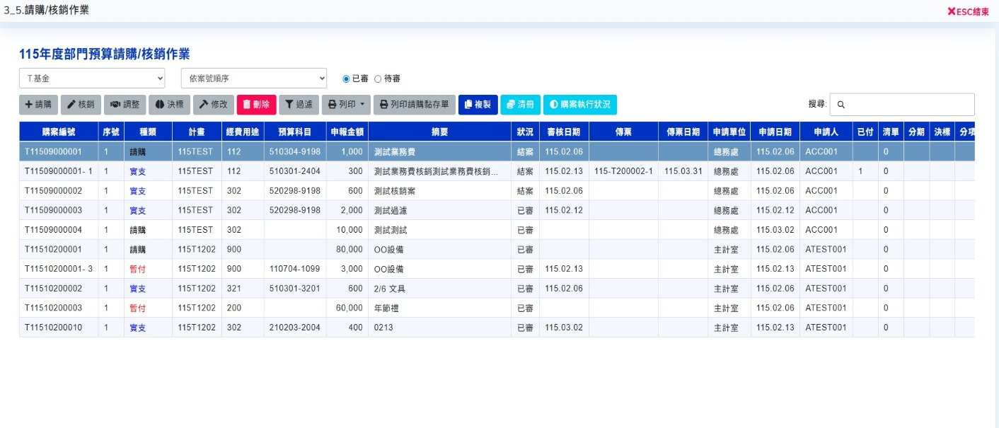 3_5.請購/核銷作業
ESC結束
115年度部門預算請購/核銷作業
T.基金 依案號順序 已審 待審
請購 核銷 調整 決標 修改 刪除 過濾 列印 列印請購黏存單 複製 清冊 購案執行狀況 搜尋:
購案編號 序號 種類 計畫 經費用途 預算科目 申報金額 摘要 狀況 審核日期 傳票 傳票日期 申請單位 申請日期 申請人 已付 清單 分期 決標 分項
T11509000001 1 請購 115TEST 112 510304-9198 1,000 測試業務費 結案 115.02.06 總務處 115.02.06 ACC001 0
T11509000001- 1 1 實支 115TEST 112 510301-2404 300 測試業務費核銷測試業務費核銷... 結案 115.02.13 115-T200002-1 115.03.31 總務處 115.02.06 ACC001 1 0
T11509000002 1 實支 115TEST 302 520298-9198 600 測試核銷案 結案 115.02.06 總務處 115.02.06 ACC001 0
T11509000003 1 實支 115TEST 302 520298-9198 2,000 測試過濾 已審 115.02.12 總務處 115.02.12 ACC001 0
T11509000004 1 請購 115TEST 302 10,000 測試測試 已審 總務處 115.03.02 ACC001 0
T11510200001 1 請購 115T1202 900 80,000 OO設備 已審 主計室 115.02.06 ATEST001 0
T11510200001- 3 1 暫付 115T1202 900 110704-1099 3,000 OO設備 已審 115.02.13 主計室 115.02.13 ATEST001 0
T11510200002 1 實支 115T1202 321 510301-3201 600 2/6 文具 已審 115.02.06 主計室 115.02.06 ATEST001 0
T11510200003 1 暫付 115T1202 200 60,000 年節禮 已審 主計室 115.02.06 ATEST001 0
T11510200010 1 實支 115T1202 302 210203-2004 400 0213 已審 115.03.02 主計室 115.02.13 ATEST001 0